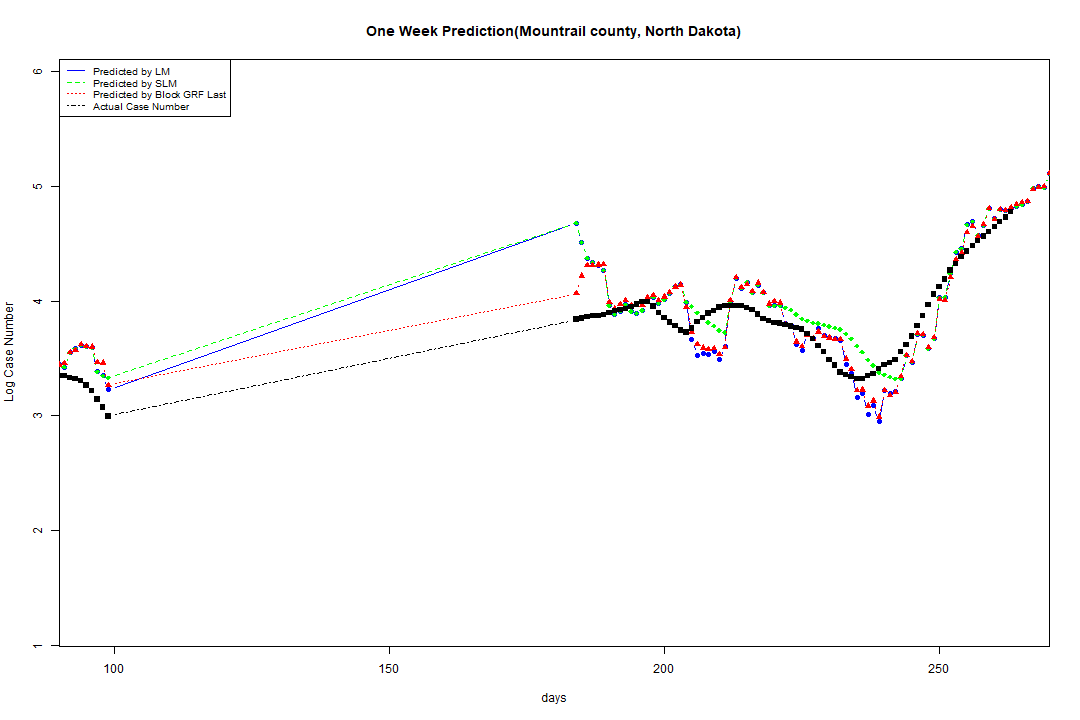 One Week Prediction(Mountrail county, North Dakota)
Predicted by LM
Predicted by SLM
Predicted by Block GRF Last
Actual Case Number
6
5
4
3
2
1
Log Case Number
100 150 200 250
days